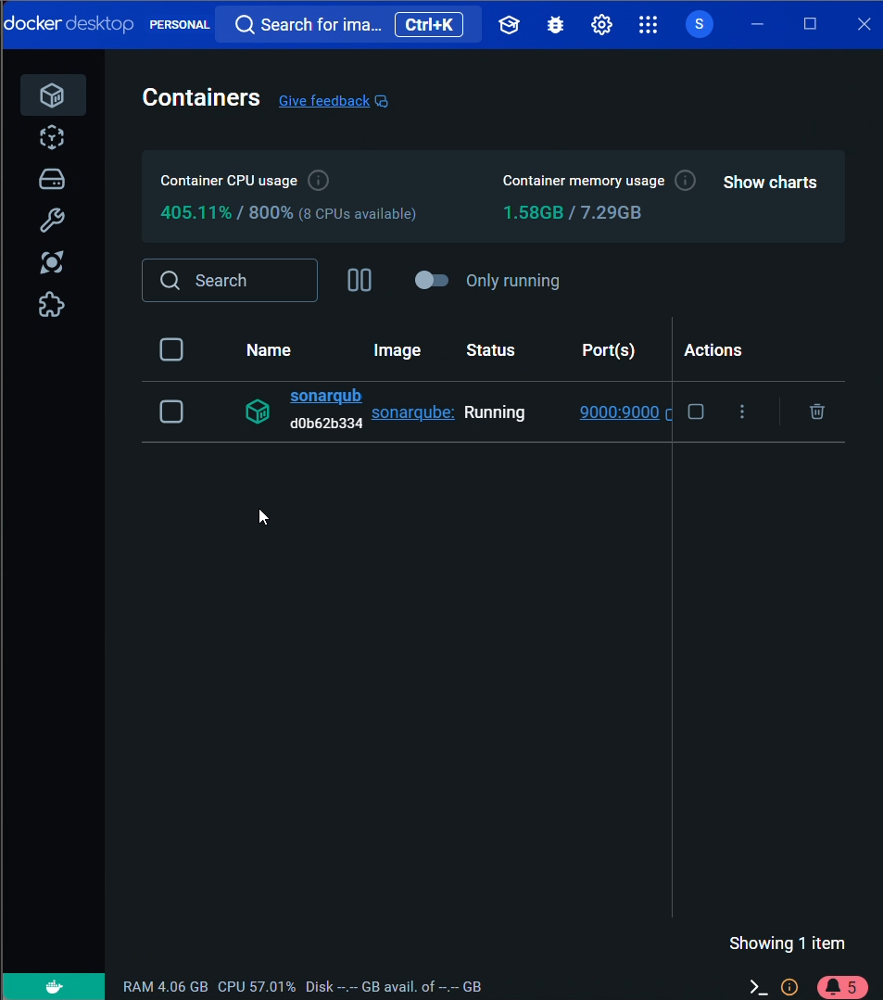 docker desktop PERSONAL Search for ima... Ctrl+K S
Containers Give feedback
Container CPU usage Container memory usage Show charts
405.11% / 800% (8 CPUs available) 1.58GB / 7.29GB
Search Only running
Name Image Status Port(s) Actions
sonarqub
sonarqube: Running 9000:9000
d0b62b334
Showing 1 item
RAM 4.06 GB CPU 57.01% Disk --.-- GB avail. of --.-- GB 5